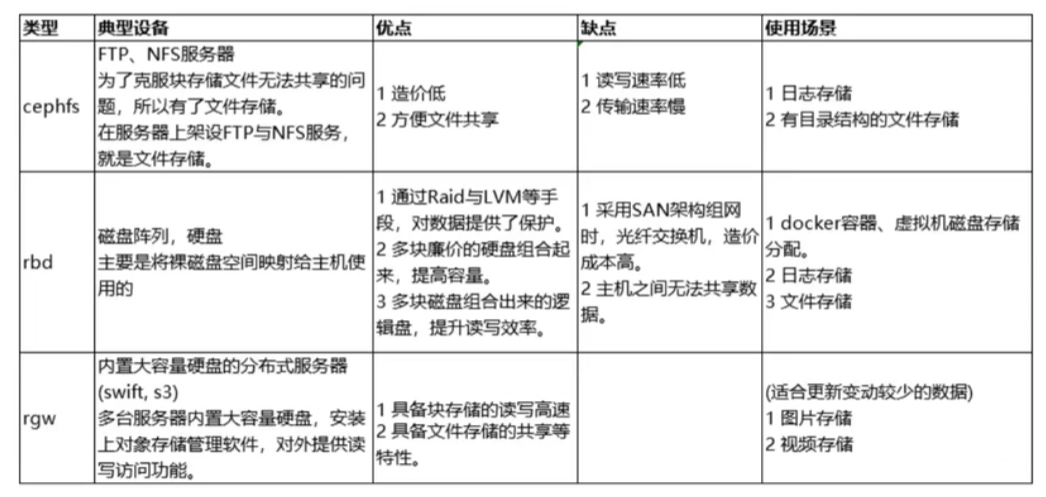 类型 典型设备 优点 缺点 使用场景
cephfs
FTP、NFS服务器
为了克服块存储文件无法共享的问
题，所以有了文件存储。
在服务器上架设FTP与NFS服务，
就是文件存储。
1 造价低
2 方便文件共享
1 读写速率低
2 传输速率慢
1 日志存储
2 有目录结构的文件存储
rbd
磁盘阵列，硬盘
主要是将裸磁盘空间映射给主机使
用的
1 通过Raid与LVM等手
段，对数据提供了保护。
2 多块廉价的硬盘组合起
来，提高容量。
3 多块磁盘组合出来的逻
辑盘，提升读写效率。
1 采用SAN架构组网
时，光纤交换机，造价
成本高。
2 主机之间无法共享数
据。
1 docker容器、虚拟机磁盘存储
分配。
2 日志存储
3 文件存储
rgw
内置大容量硬盘的分布式服务器
(swift, s3)
多台服务器内置大容量硬盘，安装
上对象存储管理软件，对外提供读
写访问功能。
1 具备块存储的读写高速
2 具备文件存储的共享等
特性。
(适合更新变动较少的数据)
1 图片存储
2 视频存储